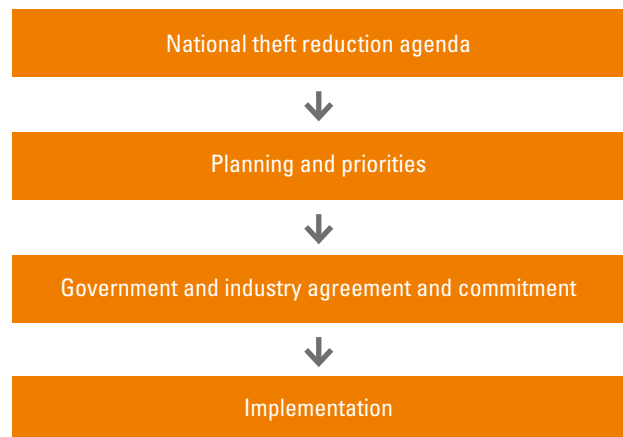 National theft reduction agenda
Planning and priorities
Government and industry agreement and commitment
Implementation